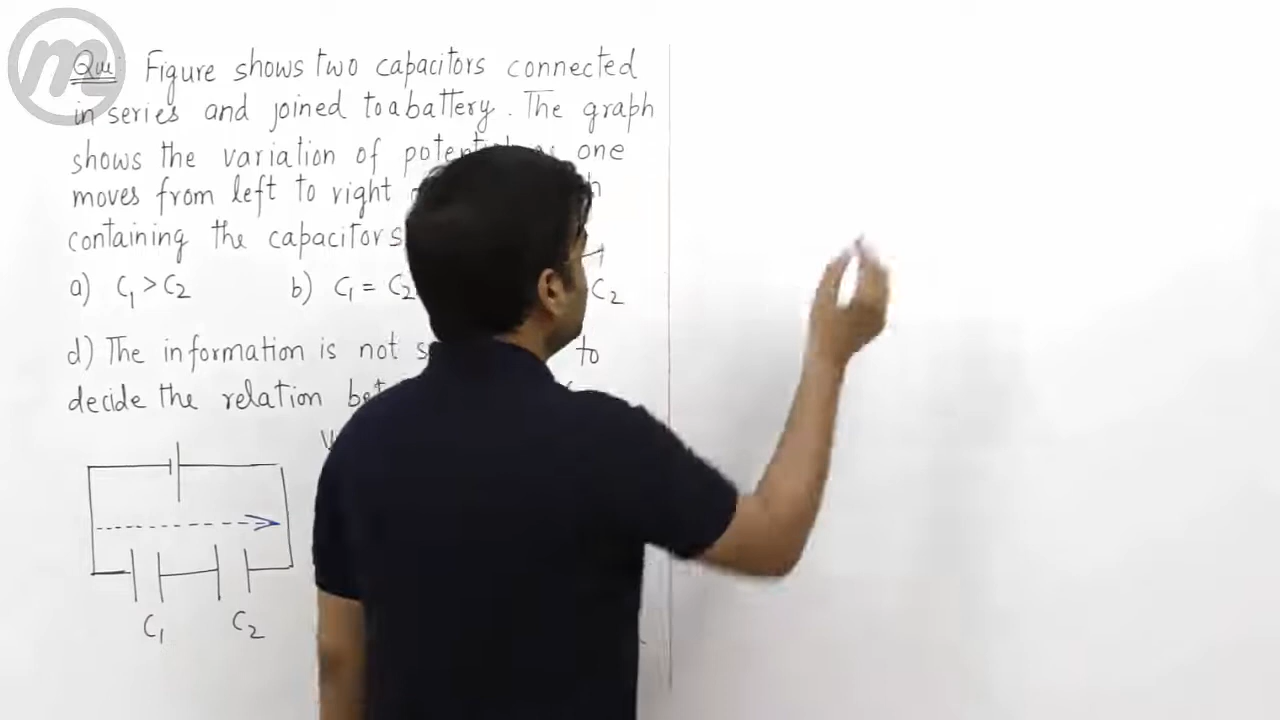 Que: Figure shows two capacitors connected
in series and joined to a battery. The graph
shows the variation of one
moves from left to right
containing the capacitors
a) C₁ > C₂ b) C₁ = C₂ C₂
d) The information is not to
decide the relation
C₁ C₂